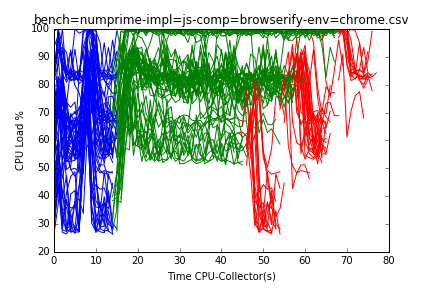 bench=numprime-impl=js-comp=browserify-env=chrome.csv
100
90
80
70
60
50
40
30
20
CPU Load %
0 10 20 30 40 50 60 70 80
Time CPU-Collector(s)